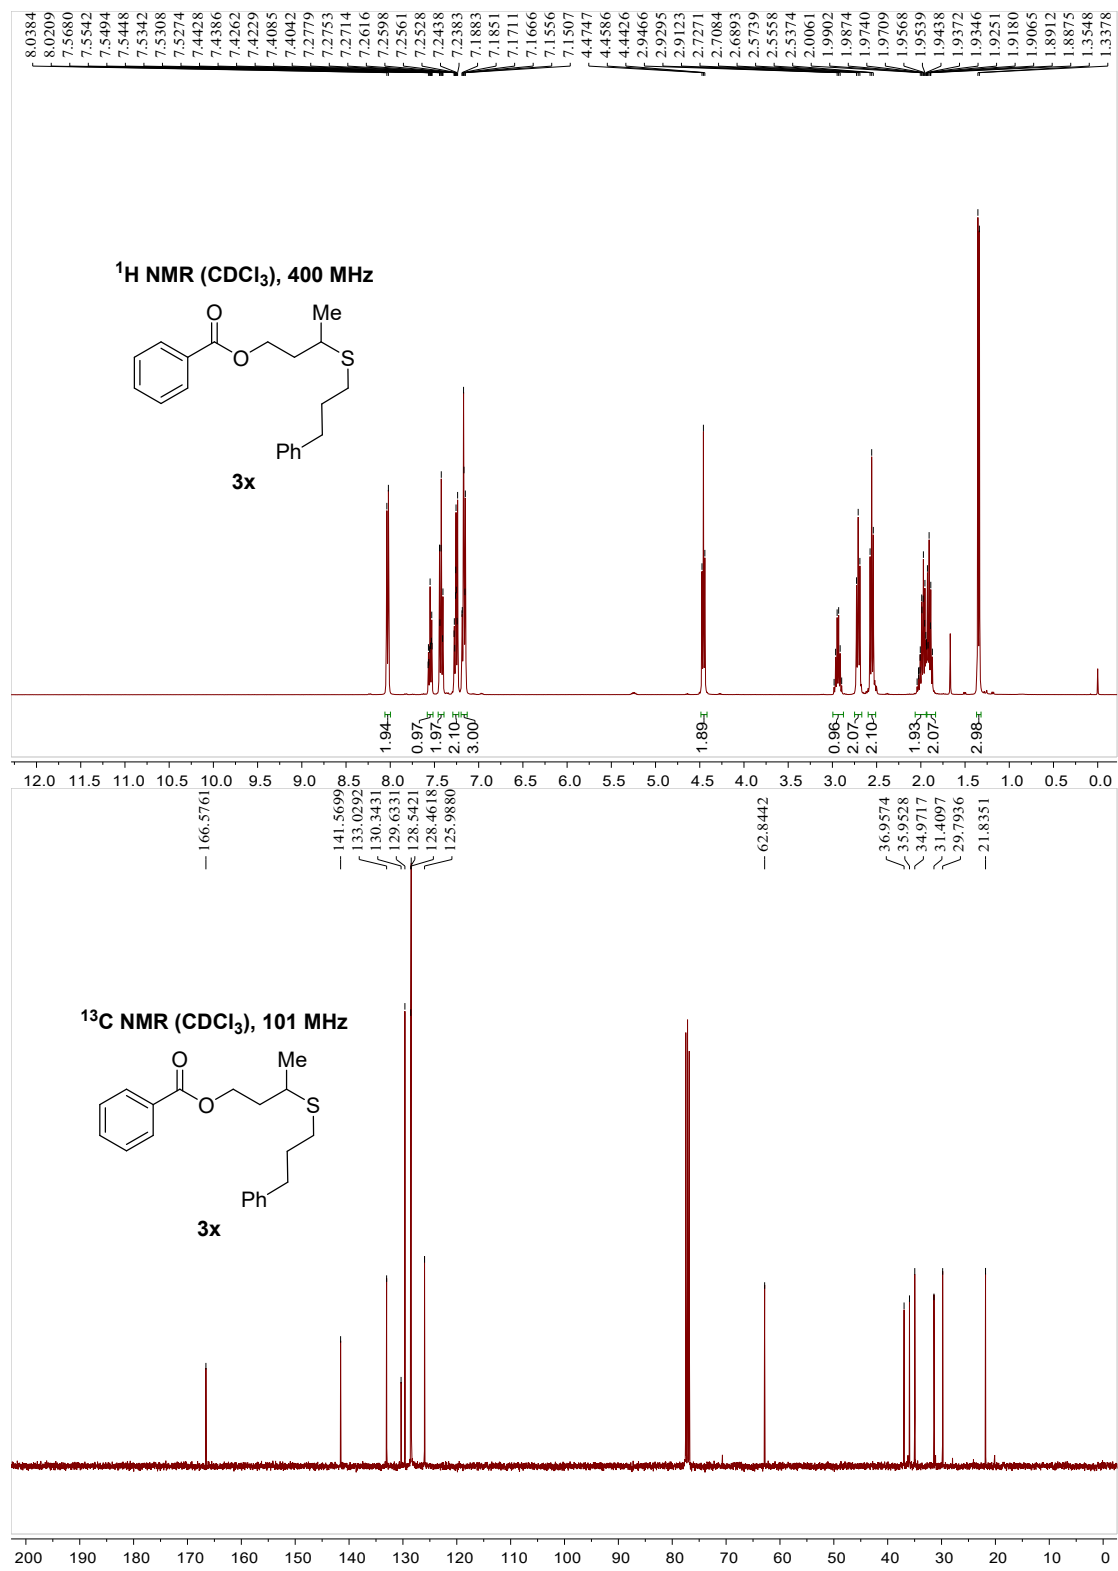 8.0384 8.0209 7.5680 7.5542 7.5494 7.5448 7.5342 7.5308 7.5274 7.4428 7.4386 7.4262 7.4229 7.4085 7.4042 7.2779 7.2753 7.2714 7.2616 7.2598 7.2561 7.2528 7.2438 7.2383 7.1883 7.1851 7.1711 7.1666 7.1556 7.1507 4.4747 4.4586 4.4426 2.9466 2.9295 2.9123 2.7271 2.7084 2.6893 2.5739 2.5558 2.5374 2.0061 1.9902 1.9874 1.9740 1.9709 1.9568 1.9539 1.9438 1.9372 1.9346 1.9251 1.9180 1.9065 1.8912 1.8875 1.3548 1.3378
¹H NMR (CDCl₃), 400 MHz
O
Me
O
S
Ph
3x
1.94 0.97 1.97 2.10 3.00 1.89 0.96 2.07 2.10 1.93 2.07 2.98
12.0 11.5 11.0 10.5 10.0 9.5 9.0 8.5 8.0 7.5 7.0 6.5 6.0 5.5 5.0 4.5 4.0 3.5 3.0 2.5 2.0 1.5 1.0 0.5 0.0
166.5761 141.5699 133.0292 130.3431 129.6331 128.5421 128.4618 125.9880 62.8442 36.9574 35.9528 34.9717 31.4097 29.7936 21.8351
¹³C NMR (CDCl₃), 101 MHz
O
Me
O
S
Ph
3x
200 190 180 170 160 150 140 130 120 110 100 90 80 70 60 50 40 30 20 10 0